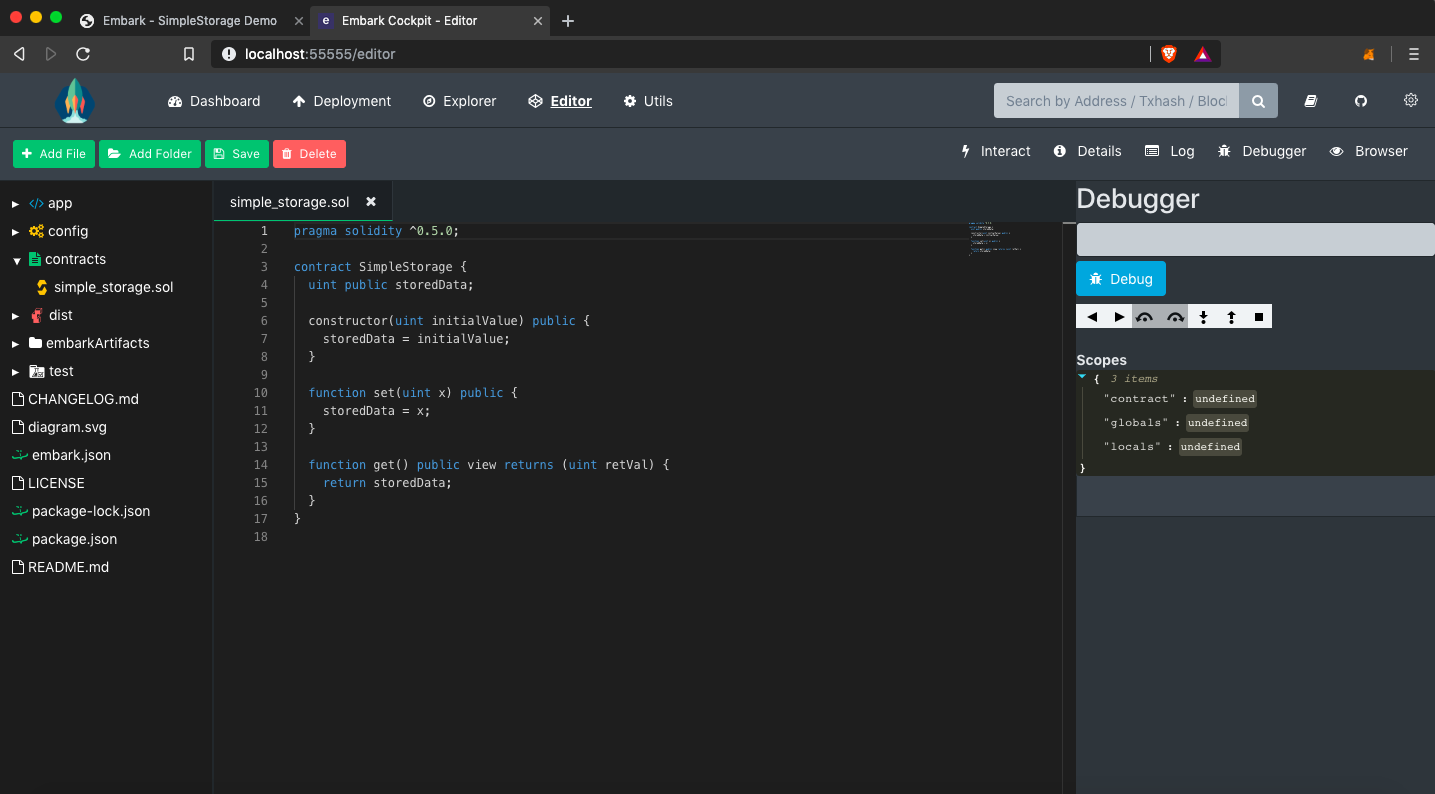 Embark - SimpleStorage Demo
e Embark Cockpit - Editor
localhost:55555/editor
Dashboard Deployment Explorer Editor Utils
Search by Address / Txhash / Block
Add File Add Folder Save Delete
Interact Details Log Debugger Browser
app
config
contracts
simple_storage.sol
dist
embarkArtifacts
test
CHANGELOG.md
diagram.svg
embark.json
LICENSE
package-lock.json
package.json
README.md
simple_storage.sol
1 pragma solidity ^0.5.0;
2
3 contract SimpleStorage {
4   uint public storedData;
5
6   constructor(uint initialValue) public {
7     storedData = initialValue;
8   }
9
10   function set(uint x) public {
11     storedData = x;
12   }
13
14   function get() public view returns (uint retVal) {
15     return storedData;
16   }
17 }
18
Debugger
Debug
Scopes
{ 3 items
"contract" : undefined
"globals" : undefined
"locals" : undefined
}